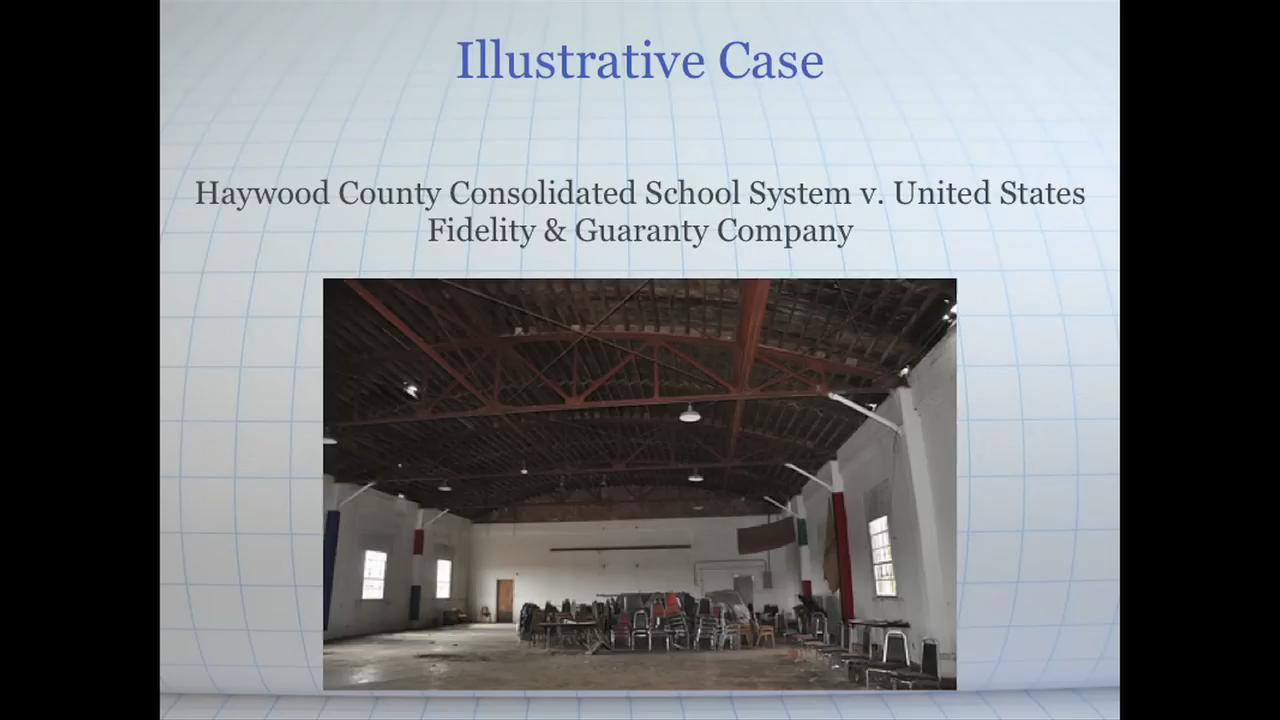 Illustrative Case
Haywood County Consolidated School System v. United States
Fidelity & Guaranty Company